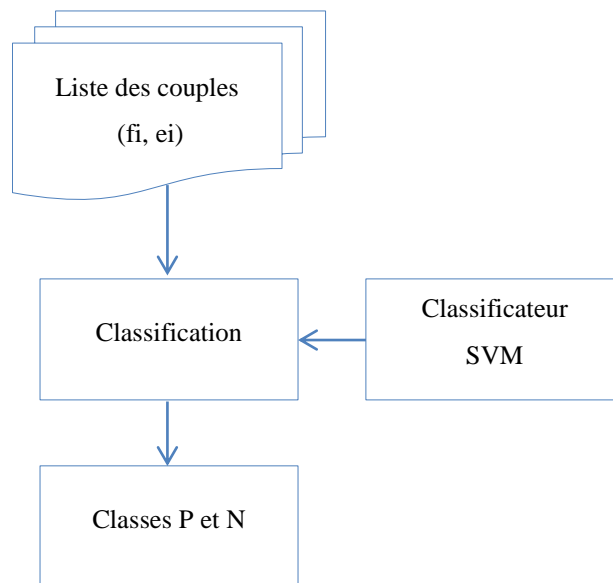 Liste des couples
(fi, ei)
Classification
Classificateur
SVM
Classes P et N